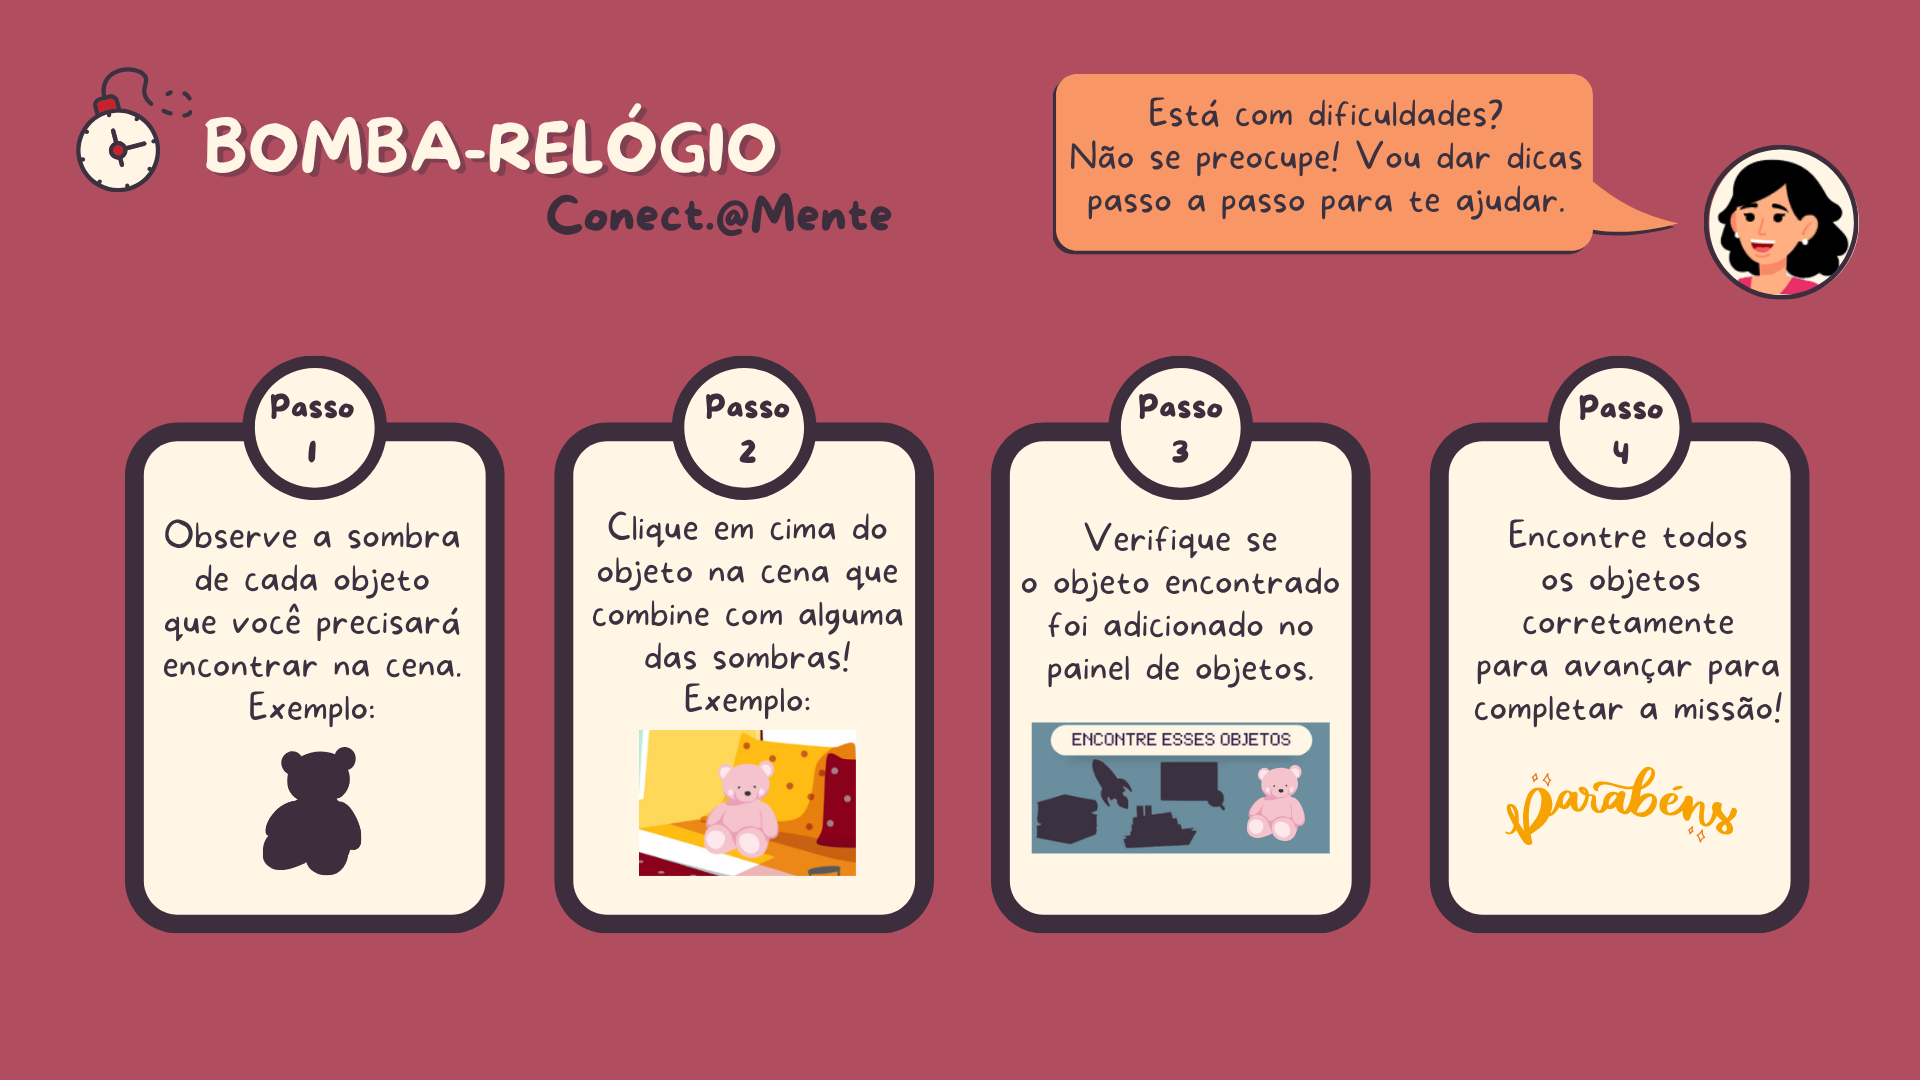 BOMBA-RELÓGIO
Conect.@Mente
Está com dificuldades?
Não se preocupe! Vou dar dicas
passo a passo para te ajudar.
Passo
1
Observe a sombra
de cada objeto
que você precisará
encontrar na cena.
Exemplo:
Passo
2
Clique em cima do
objeto na cena que
combine com alguma
das sombras!
Exemplo:
Passo
3
Verifique se
o objeto encontrado
foi adicionado no
painel de objetos.
ENCONTRE ESSES OBJETOS
Passo
4
Encontre todos
os objetos
corretamente
para avançar para
completar a missão!
Parabéns